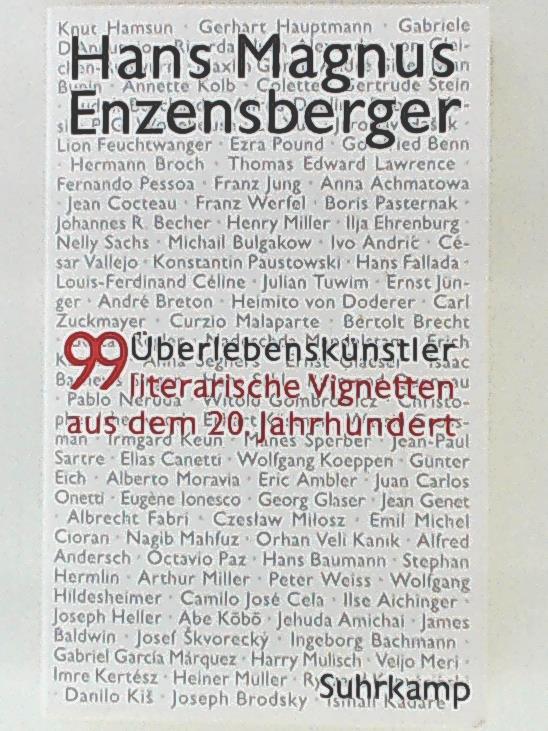 Knut Hamsun · Gerhart Hauptmann · Gabriele
Hans Magnus
Bunin · Annette Kolb · Colette · Gertrude Stein
Enzensberger
Lion Feuchtwanger · Ezra Pound · Gottfried Benn
· Hermann Broch · Thomas Edward Lawrence ·
Fernando Pessoa · Franz Jung · Anna Achmatowa
· Jean Cocteau · Franz Werfel · Boris Pasternak ·
Johannes R. Becher · Henry Miller · Ilja Ehrenburg ·
Nelly Sachs · Michail Bulgakow · Ivo Andrić · Cé-
sar Vallejo · Konstantin Paustowski · Hans Fallada ·
Louis-Ferdinand Céline · Julian Tuwim · Ernst Jün-
ger · André Breton · Heimito von Doderer · Carl
Zuckmayer · Curzio Malaparte · Bertolt Brecht
99 Überlebenskünstler
literarische Vignetten
· Pablo Neruda · Witold Gombrowicz · Christo-
aus dem 20. Jahrhundert
man · Irmgard Keun · Manès Sperber · Jean-Paul
Sartre · Elias Canetti · Wolfgang Koeppen · Günter
Eich · Alberto Moravia · Eric Ambler · Juan Carlos
Onetti · Eugène Ionesco · Georg Glaser · Jean Genet
· Albrecht Fabri · Czesław Miłosz · Emil Michel
Cioran · Nagib Mahfuz · Orhan Veli Kanık · Alfred
Andersch · Octavio Paz · Hans Baumann · Stephan
Hermlin · Arthur Miller · Peter Weiss · Wolfgang
Hildesheimer · Camilo José Cela · Ilse Aichinger ·
Joseph Heller · Abe Kōbō · Jehuda Amichai · James
Baldwin · Josef Škvorecký · Ingeborg Bachmann ·
Gabriel García Márquez · Harry Mulisch · Veijo Meri ·
Imre Kertész · Heiner Müller
· Danilo Kiš · Joseph Brodsky · Ismail Kadare
Suhrkamp